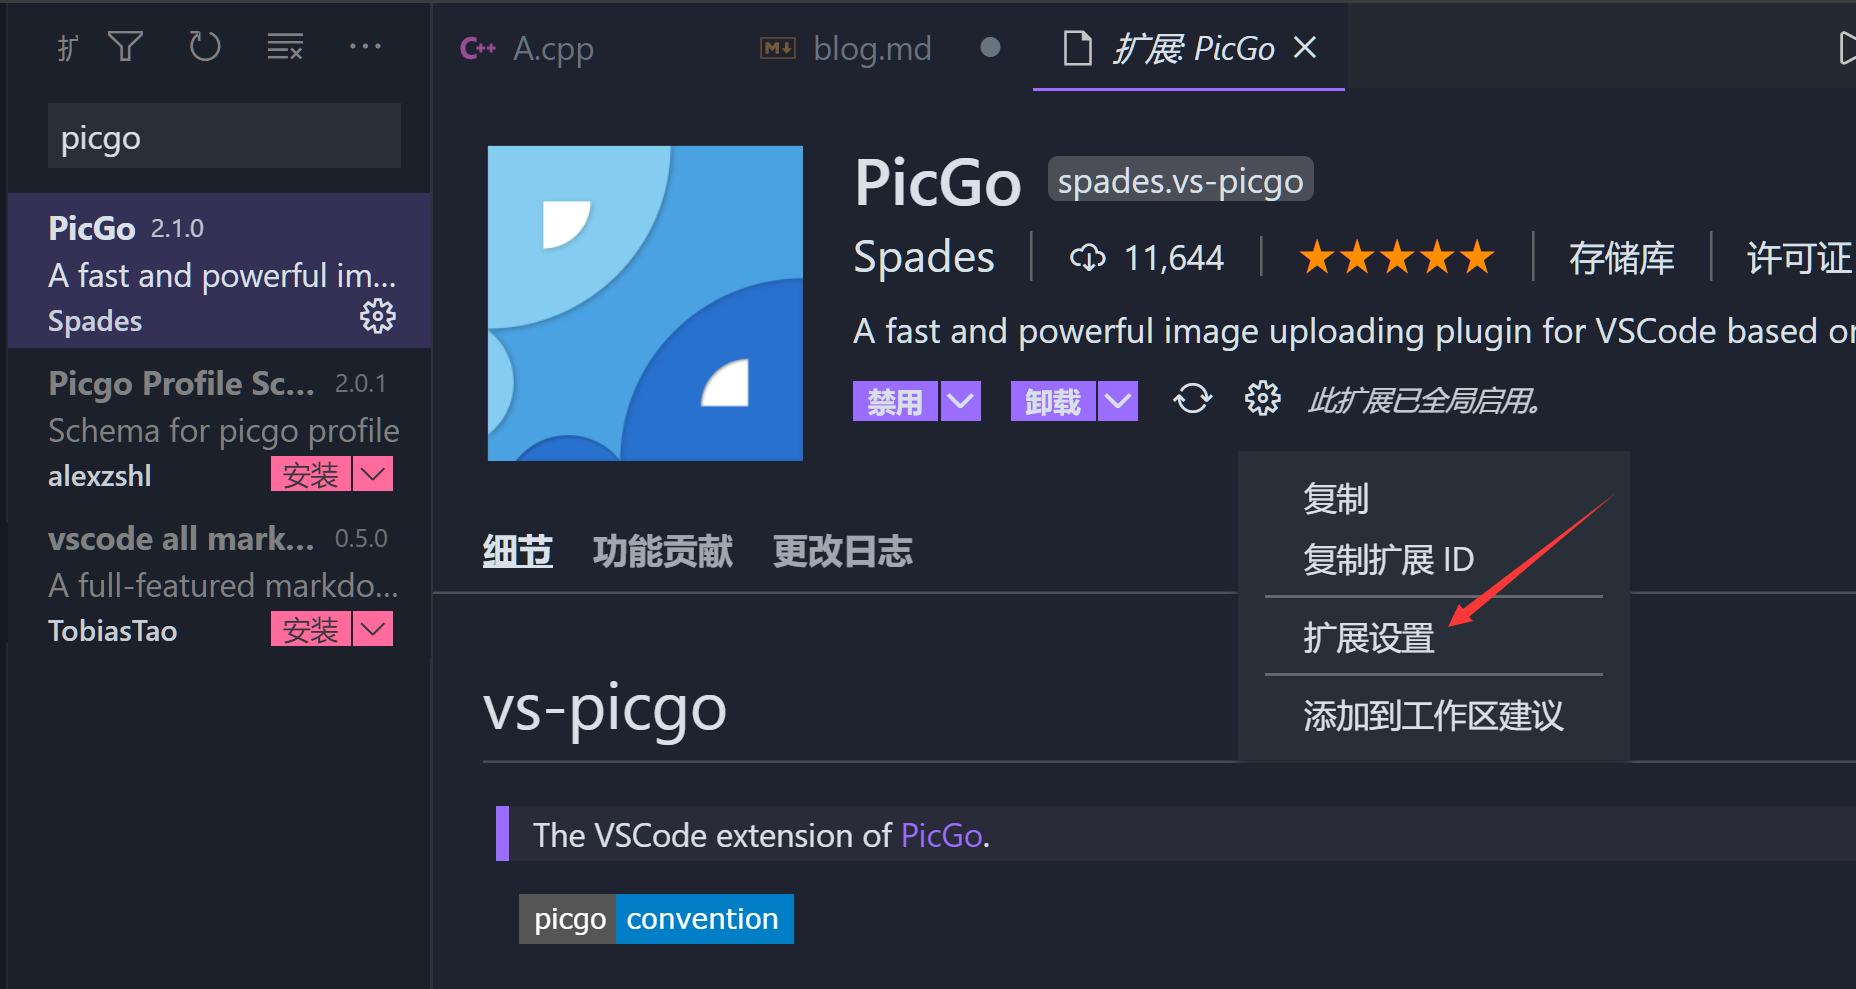 扩
picgo
PicGo 2.1.0
A fast and powerful im...
Spades
Picgo Profile Sc... 2.0.1
Schema for picgo profile
alexzshl 安装
vscode all mark... 0.5.0
A full-featured markdo...
TobiasTao 安装
C++ A.cpp
M↓ blog.md
扩展: PicGo
PicGo spades.vs-picgo
Spades 11,644 ★★★★★ 存储库 许可证
A fast and powerful image uploading plugin for VSCode based
禁用 卸载 此扩展已全局启用。
复制
复制扩展 ID
扩展设置
添加到工作区建议
细节 功能贡献 更改日志
vs-picgo
The VSCode extension of PicGo.
picgo convention